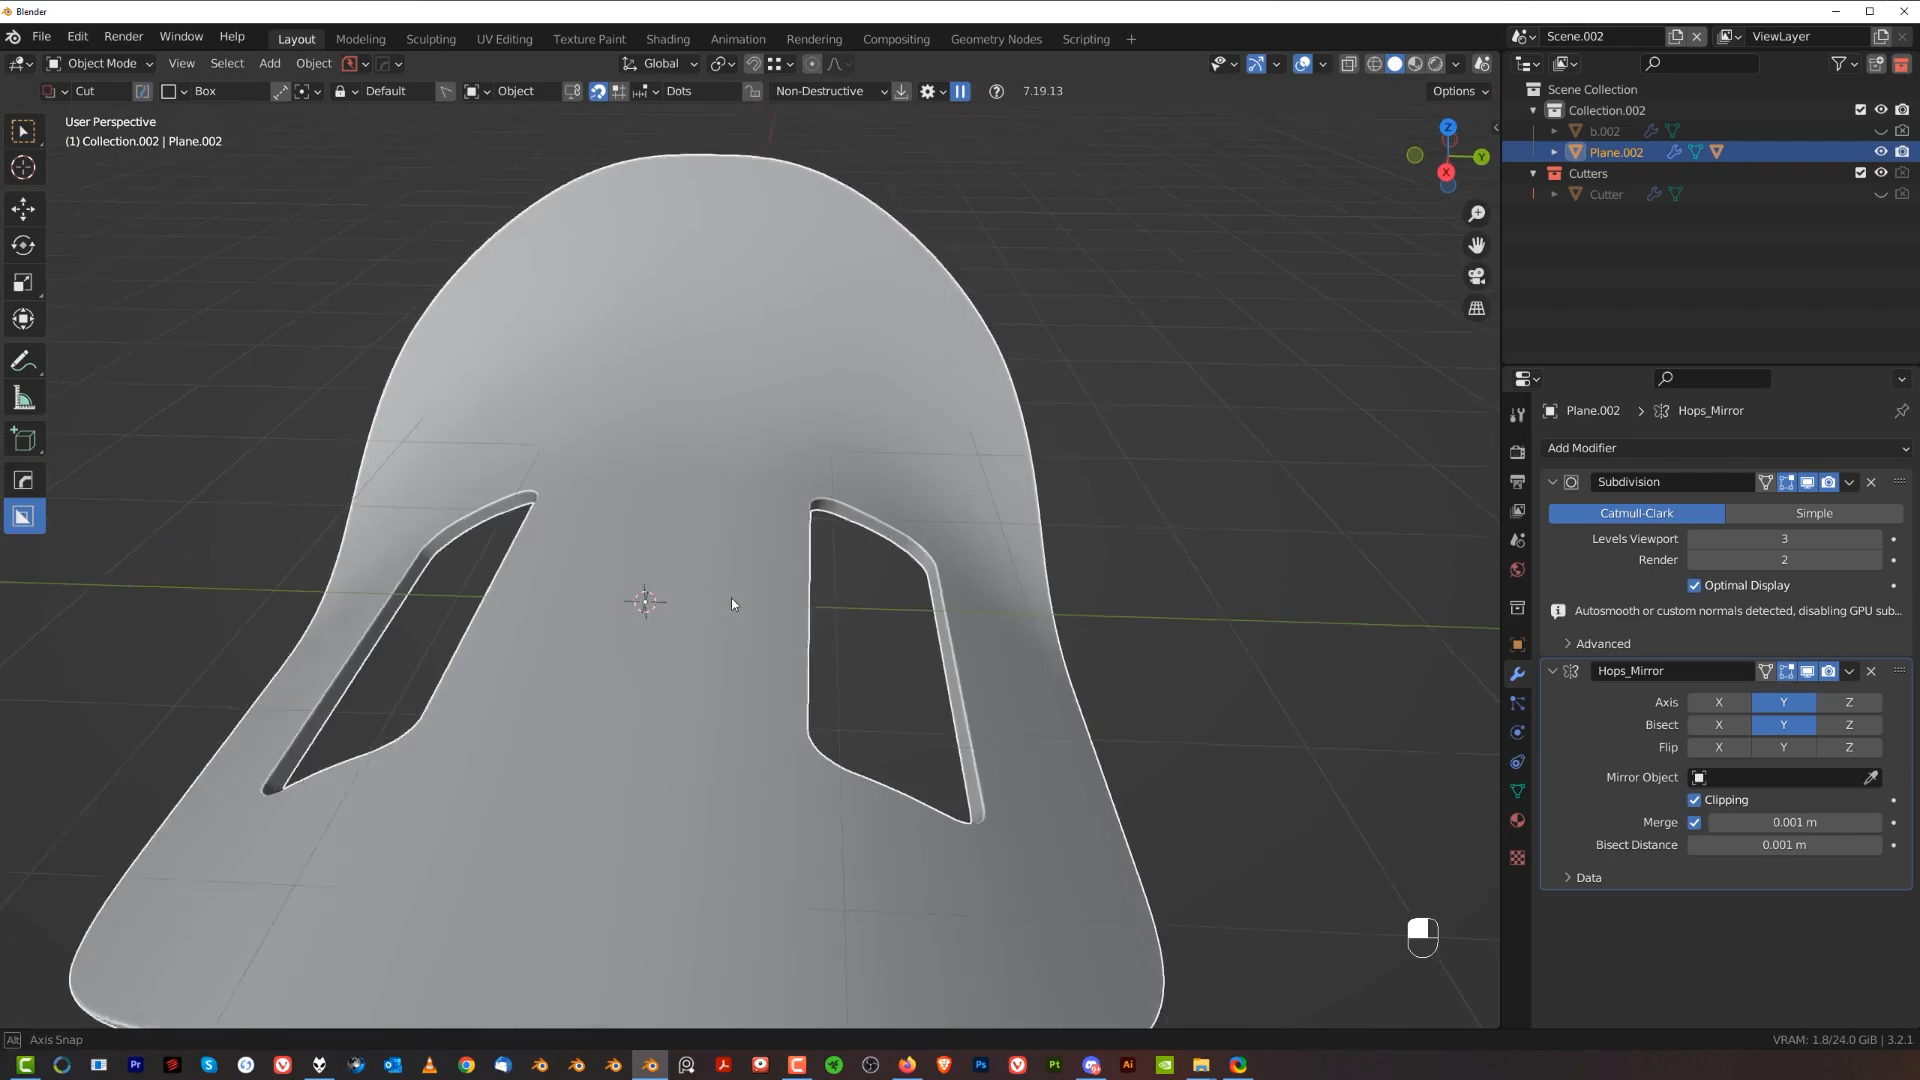 Blender
File Edit Render Window Help
Layout Modeling Sculpting UV Editing Texture Paint Shading Animation Rendering Compositing Geometry Nodes Scripting +
Scene.002
ViewLayer
Object Mode View Select Add Object
Global
Cut Box Default Object Dots Non-Destructive 7.19.13
Options
User Perspective
(1) Collection.002 | Plane.002
Z
Y
X
Scene Collection
Collection.002
b.002
Plane.002
Cutters
Cutter
Plane.002 > Hops_Mirror
Add Modifier
Subdivision
Catmull-Clark Simple
Levels Viewport 3
Render 2
Optimal Display
Autosmooth or custom normals detected, disabling GPU sub...
Advanced
Hops_Mirror
Axis X Y Z
Bisect X Y Z
Flip X Y Z
Mirror Object
Clipping
Merge 0.001 m
Bisect Distance 0.001 m
Data
Alt Axis Snap
VRAM: 1.8/24.0 GiB | 3.2.1
Pr
S
Ps
Pt
Ai